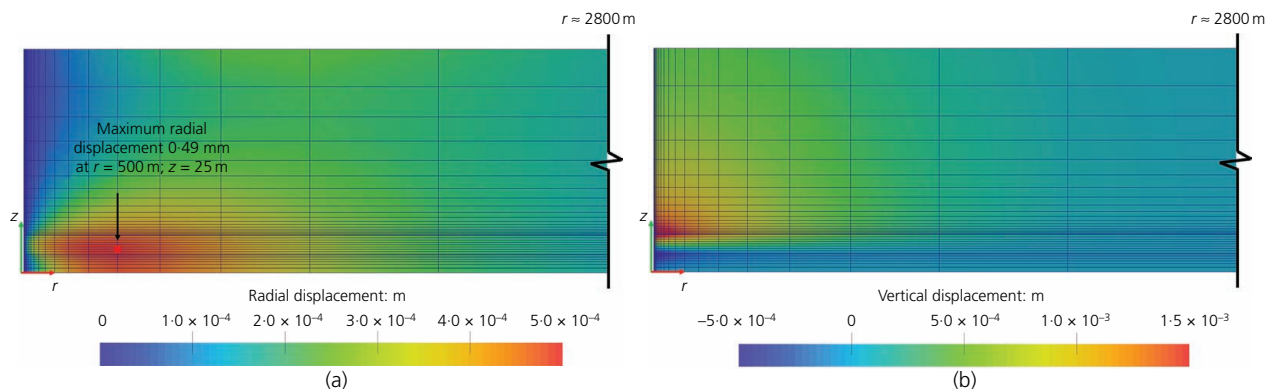 r ≈ 2800 m
Maximum radial
displacement 0·49 mm
at r = 500 m; z = 25 m
z
r
Radial displacement: m
0 1·0 × 10⁻⁴ 2·0 × 10⁻⁴ 3·0 × 10⁻⁴ 4·0 × 10⁻⁴ 5·0 × 10⁻⁴
(a)
r ≈ 2800 m
z
r
Vertical displacement: m
−5·0 × 10⁻⁴ 0 5·0 × 10⁻⁴ 1·0 × 10⁻³ 1·5 × 10⁻³
(b)